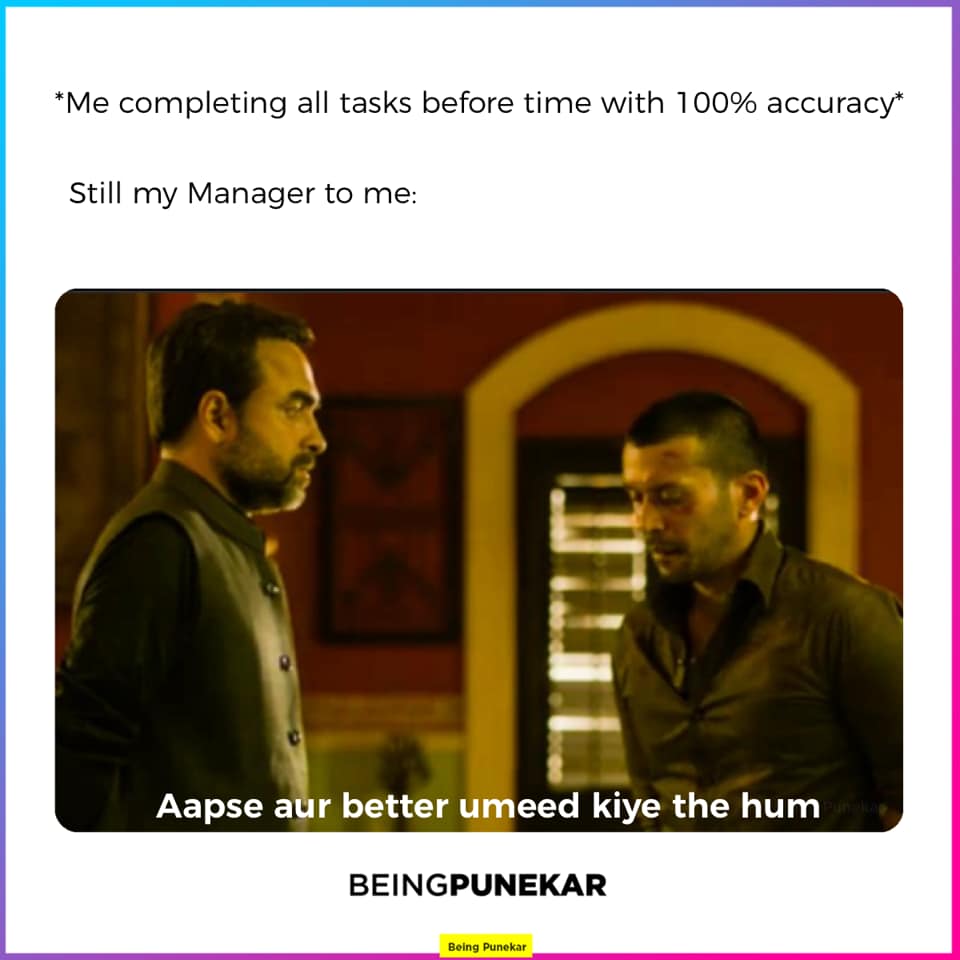 *Me completing all tasks before time with 100% accuracy*
Still my Manager to me:
Aapse aur better umeed kiye the hum
BEINGPUNEKAR
Being Punekar